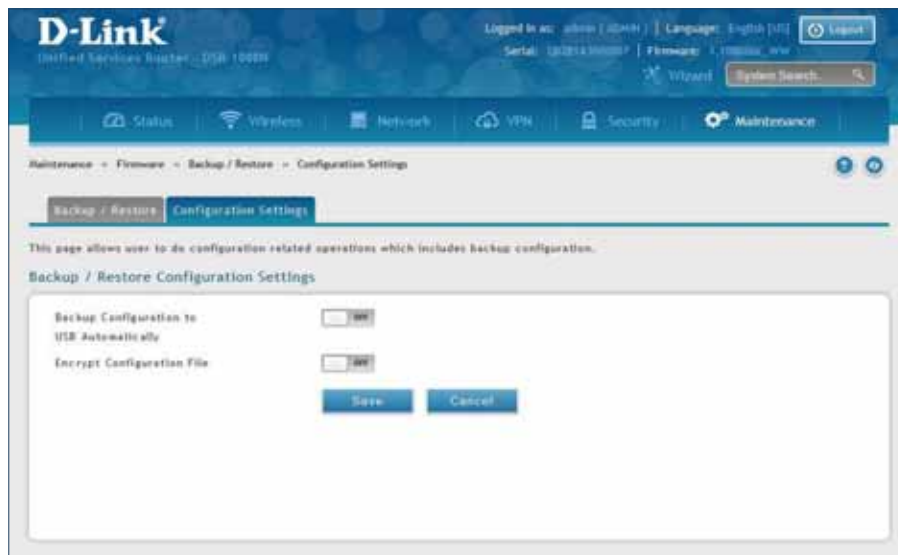 D-Link
Unified Services Router - DSR-1000N
Logged in as: admin ( ADMIN ) | Language: English [US]
Logout
Serial: | Firmware:
Wizard
System Search...
Status
Wireless
Network
VPN
Security
Maintenance
Maintenance » Firmware » Backup / Restore » Configuration Settings
Backup / Restore
Configuration Settings
This page allows user to do configuration related operations which includes backup configuration.
Backup / Restore Configuration Settings
Backup Configuration to
USB Automatically
OFF
Encrypt Configuration File
OFF
Save
Cancel